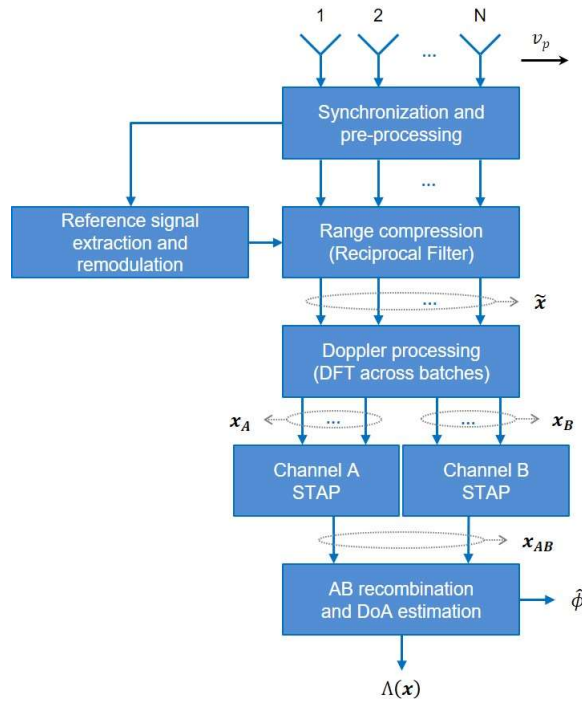 1 2 N
... v_p
Synchronization and
pre-processing
...
Reference signal
extraction and
remodulation
Range compression
(Reciprocal Filter)
... x̃
Doppler processing
(DFT across batches)
x_A ... ... x_B
Channel A
STAP
Channel B
STAP
x_AB
AB recombination
and DoA estimation
ϕ̂
Λ(x)